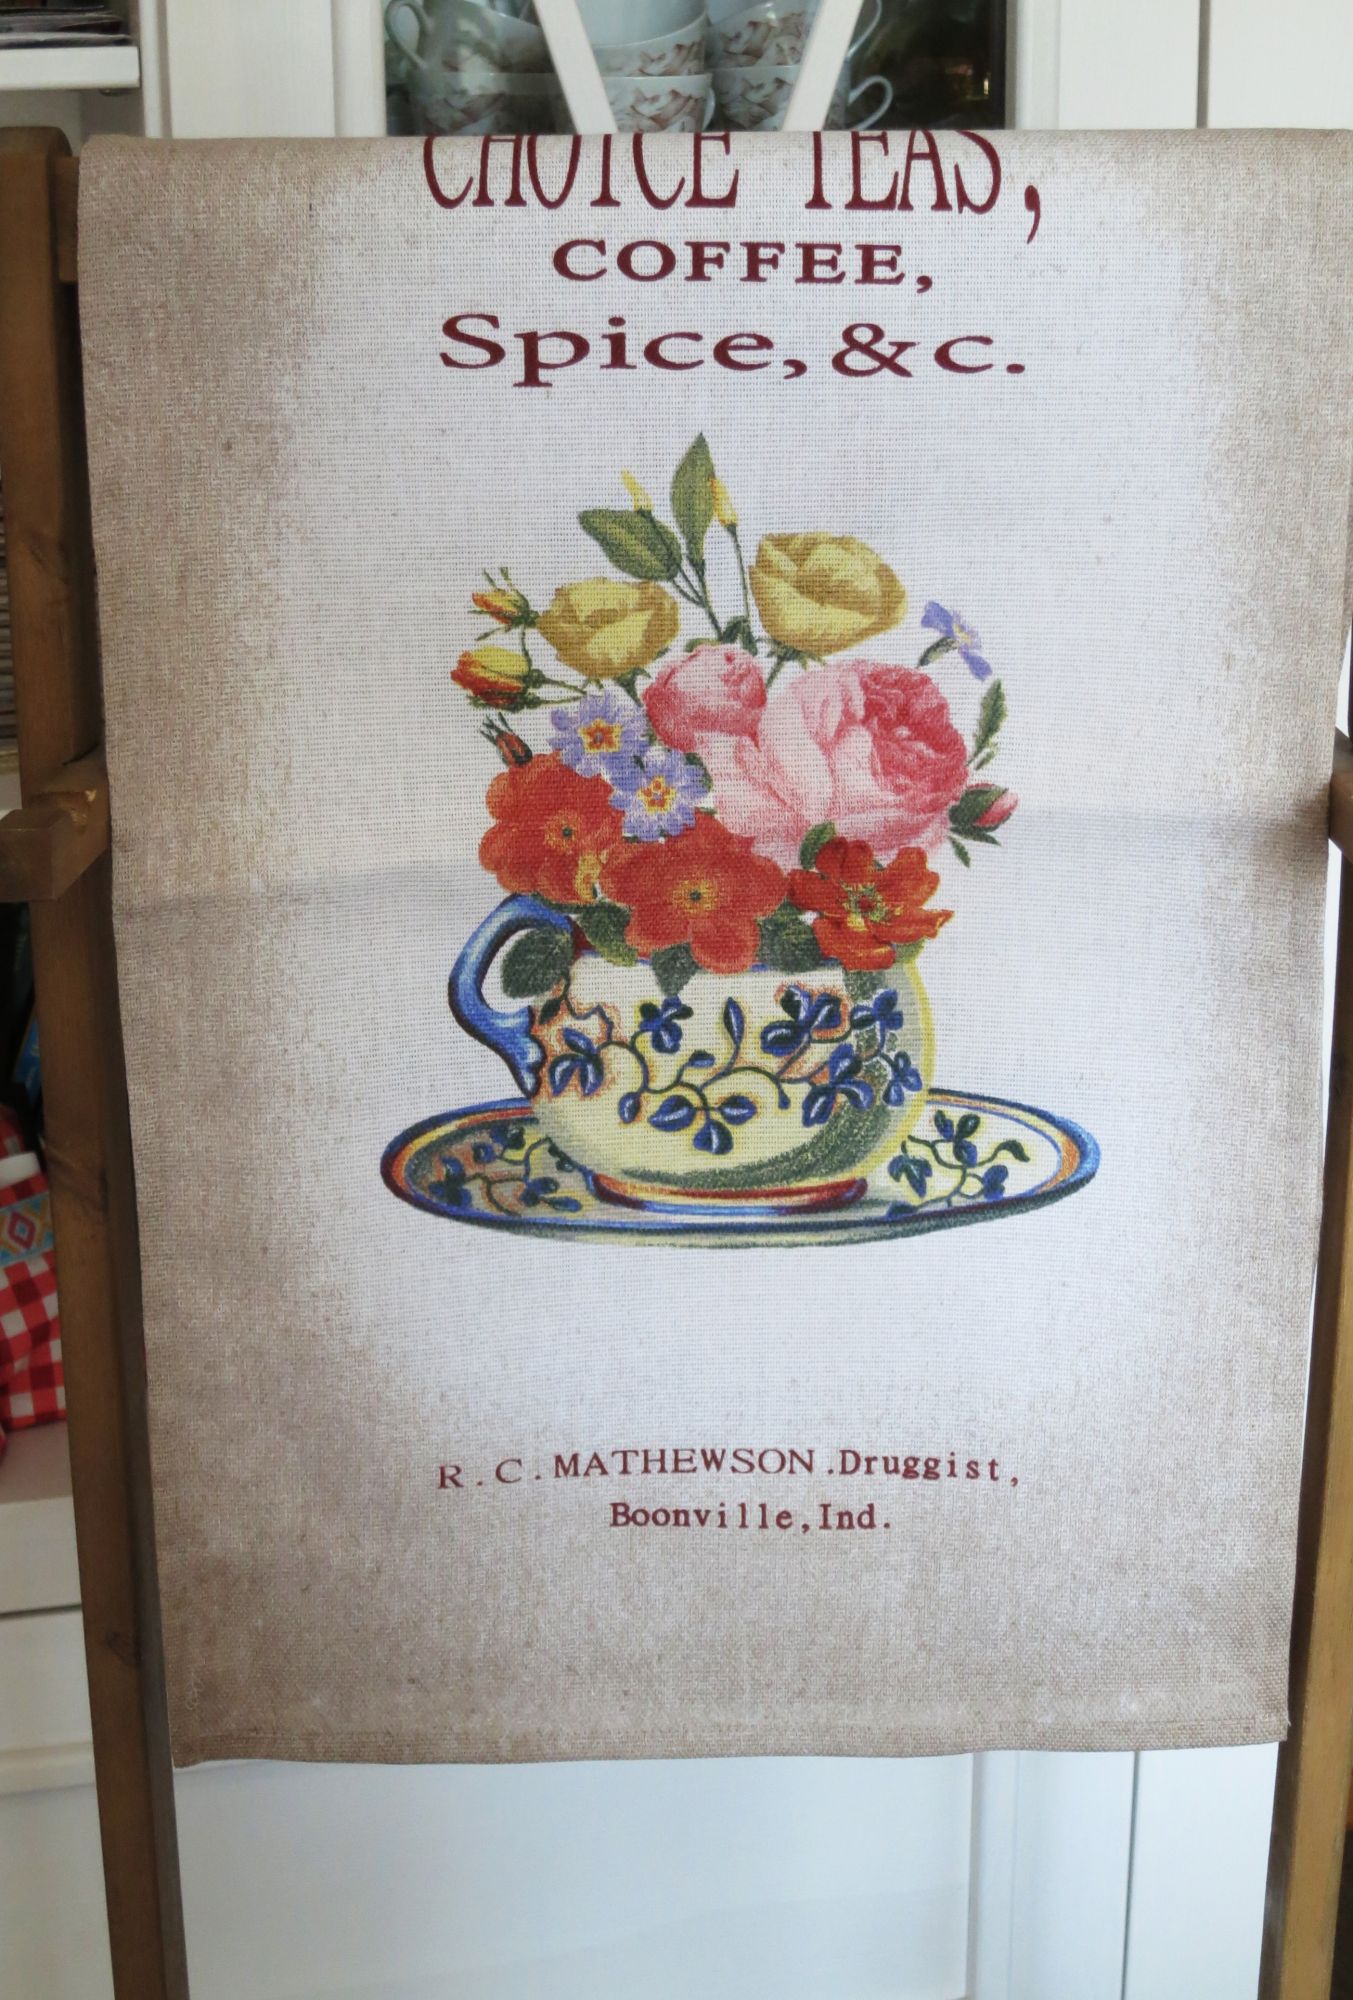 CHOICE TEAS,
COFFEE,
Spice, & c.
R. C. MATHEWSON. Druggist,
Boonville, Ind.